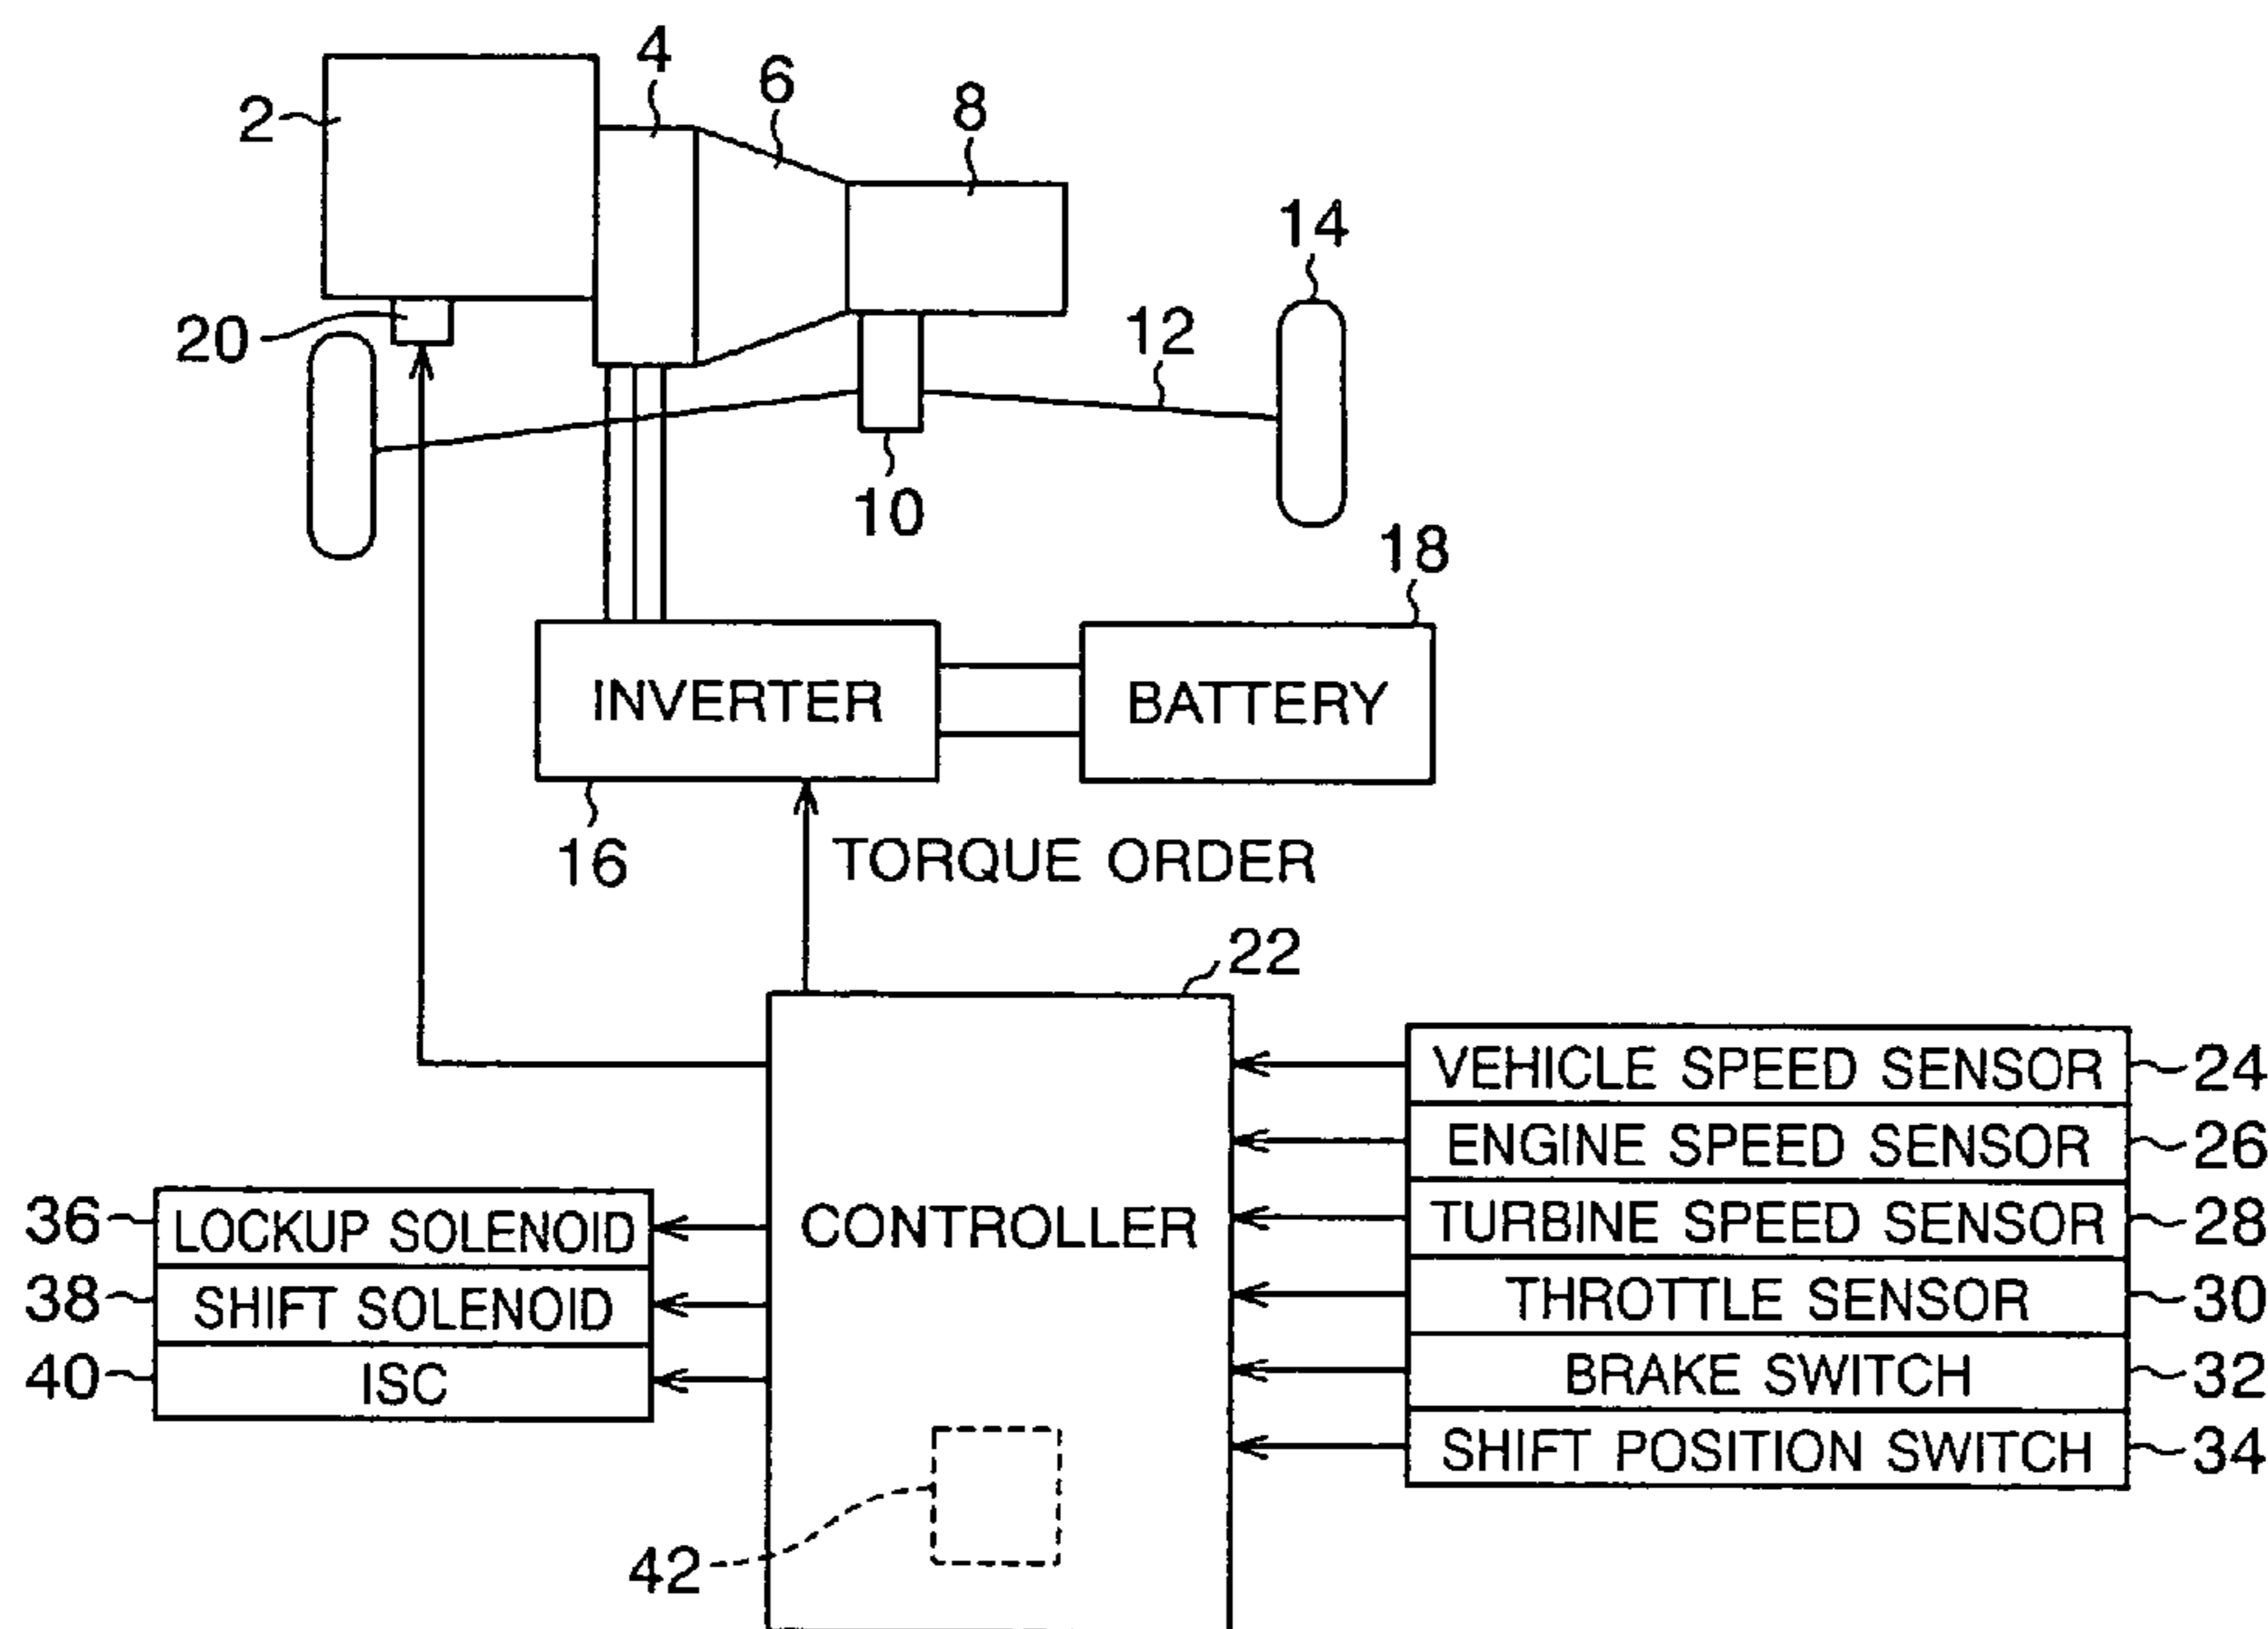 4
6
8
2
14
20
12
10
18
INVERTER
BATTERY
16
TORQUE ORDER
22
VEHICLE SPEED SENSOR 24
ENGINE SPEED SENSOR 26
36 LOCKUP SOLENOID
CONTROLLER
TURBINE SPEED SENSOR 28
38 SHIFT SOLENOID
THROTTLE SENSOR 30
40 ISC
BRAKE SWITCH 32
SHIFT POSITION SWITCH 34
42